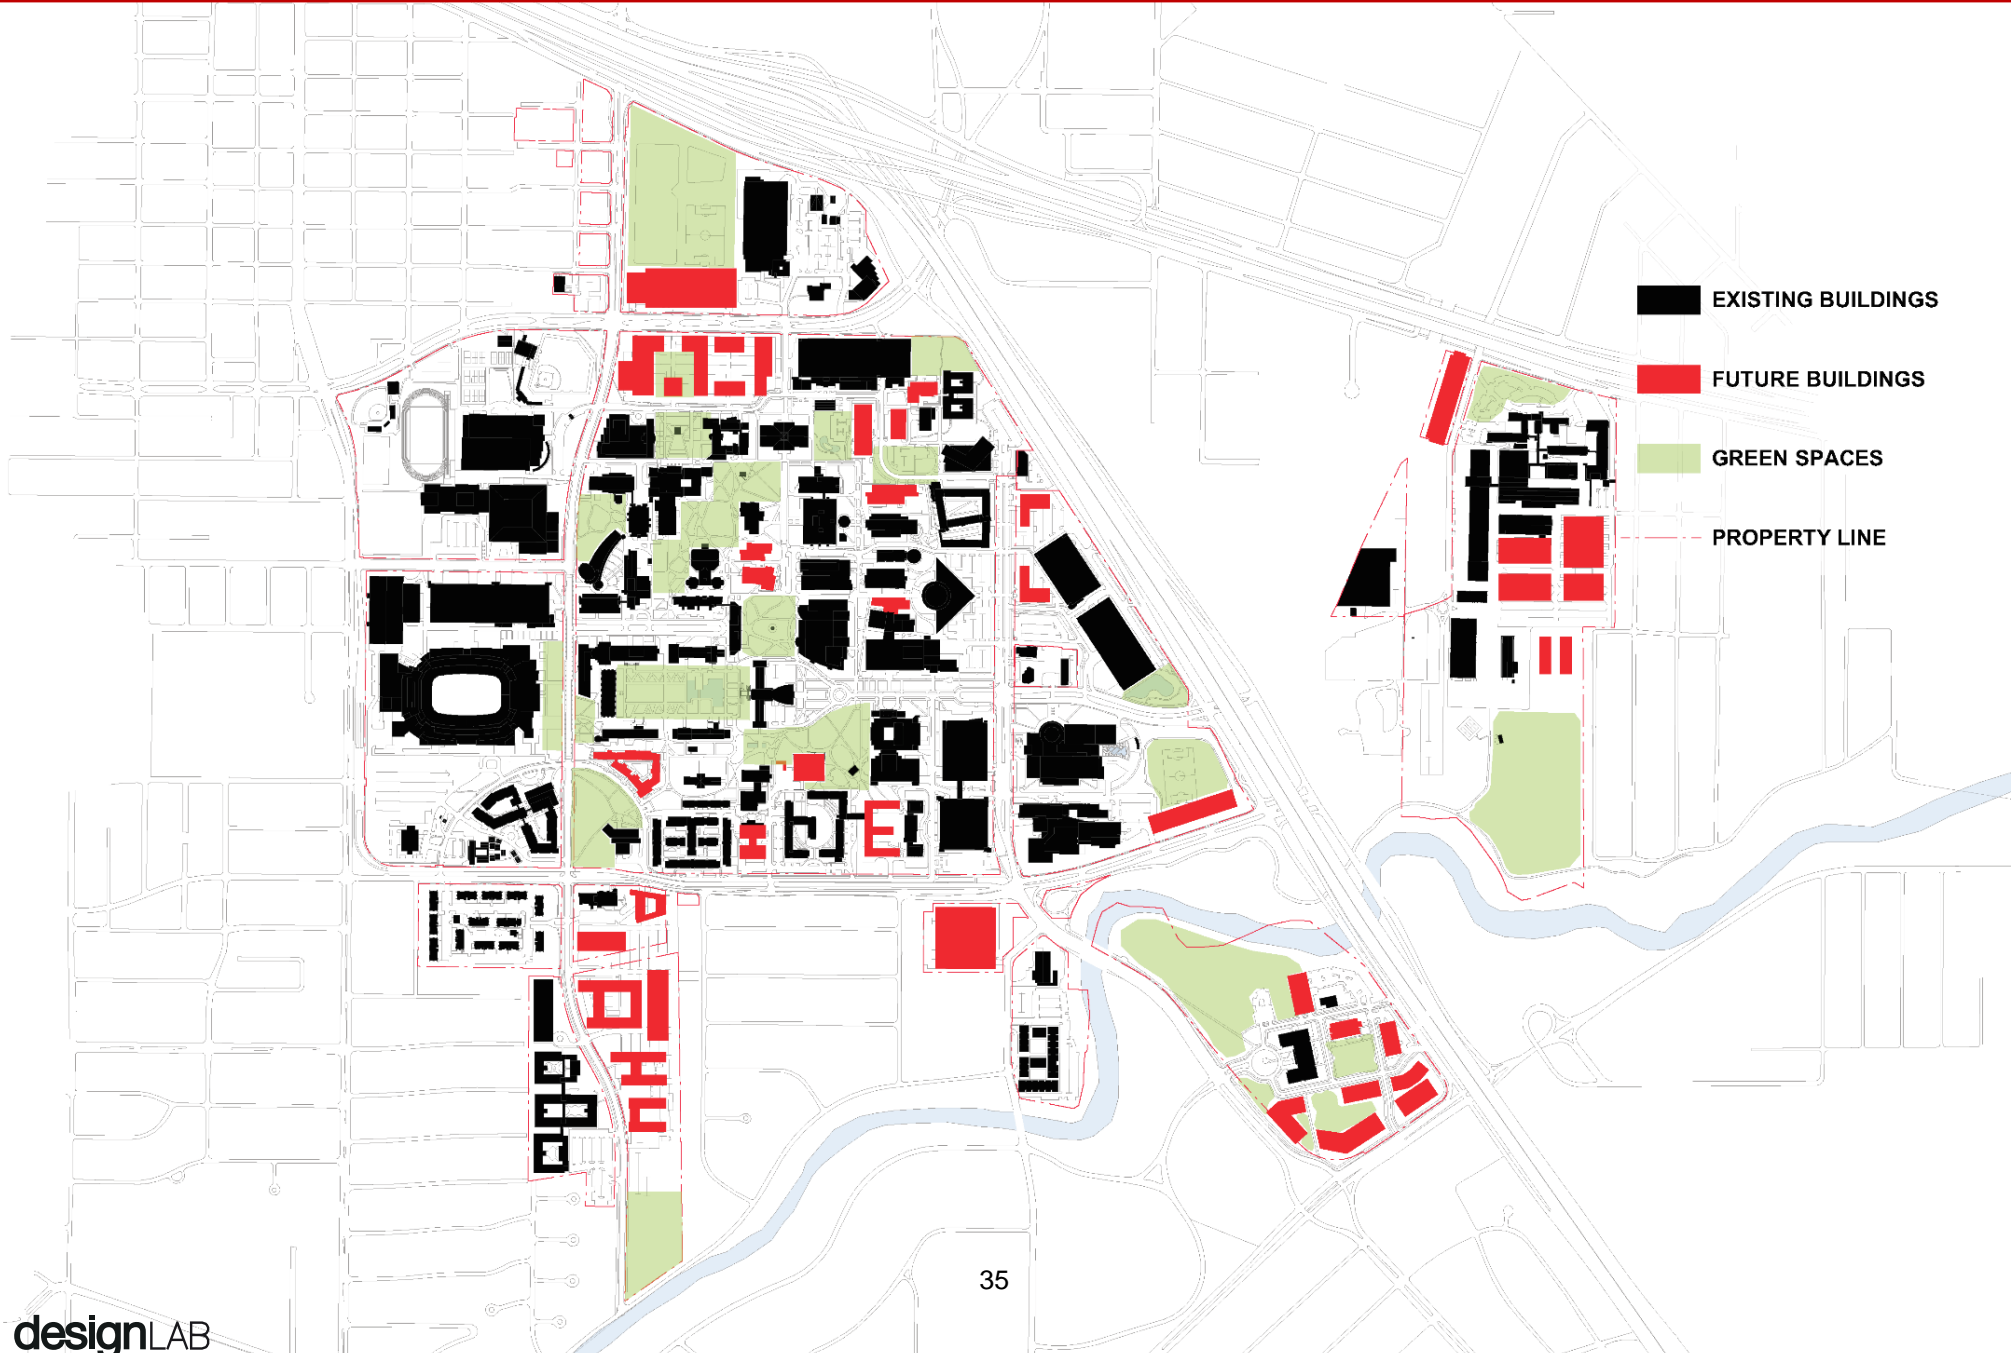 EXISTING BUILDINGS
FUTURE BUILDINGS
GREEN SPACES
PROPERTY LINE
35
designLAB